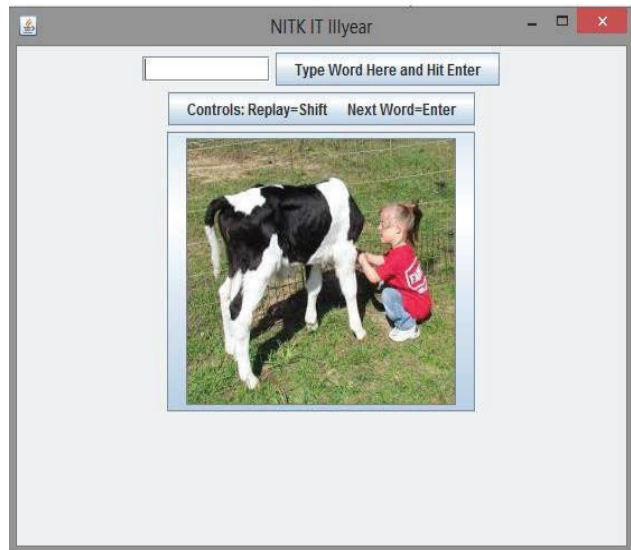 NITK IT IIIyear
Type Word Here and Hit Enter
Controls: Replay=Shift Next Word=Enter